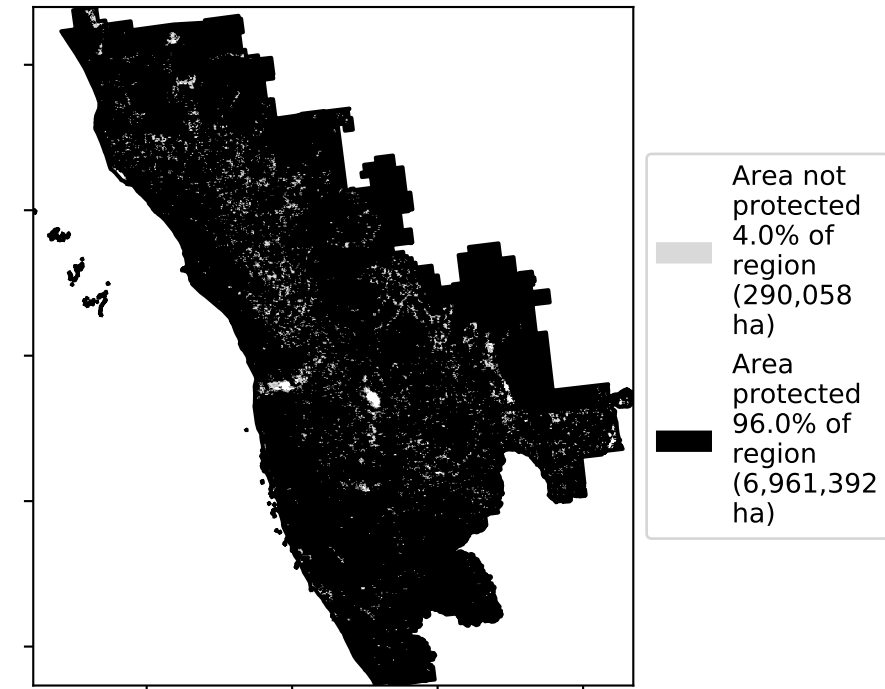 Area not
protected
4.0% of
region
(290,058
ha)
Area
protected
96.0% of
region
(6,961,392
ha)